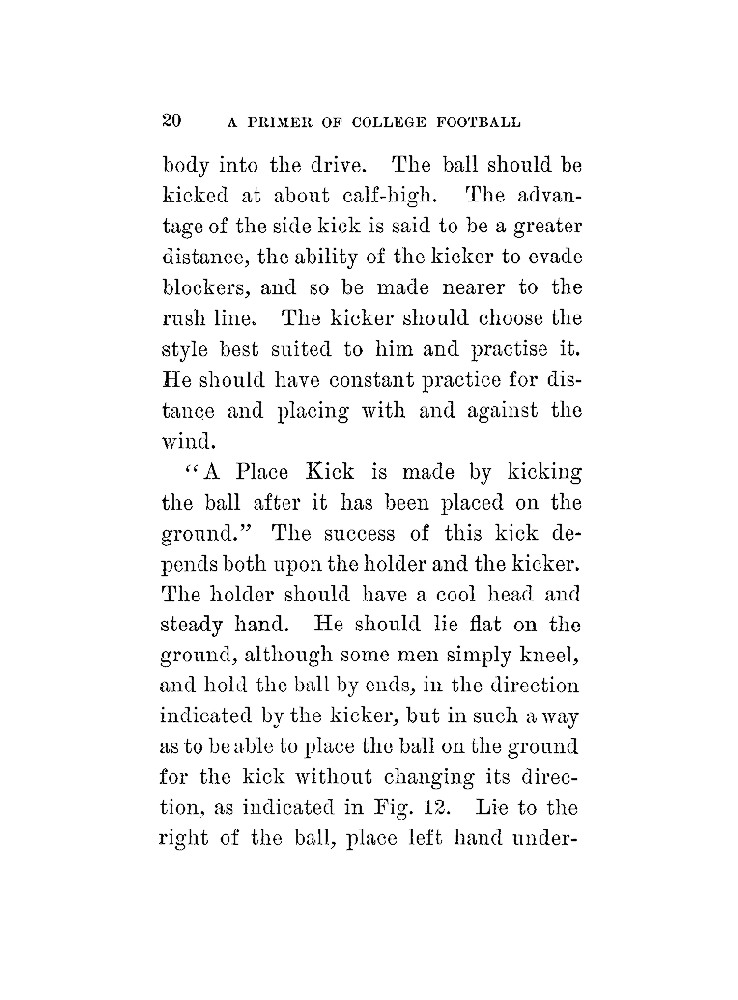 20 A PRIMER OF COLLEGE FOOTBALL
body into the drive. The ball should be
kicked at about calf-high. The advan-
tage of the side kick is said to be a greater
distance, the ability of the kicker to evade
blockers, and so be made nearer to the
rush line. The kicker should choose the
style best suited to him and practise it.
He should have constant practice for dis-
tance and placing with and against the
wind.
“A Place Kick is made by kicking
the ball after it has been placed on the
ground.” The success of this kick de-
pends both upon the holder and the kicker.
The holder should have a cool head and
steady hand. He should lie flat on the
ground, although some men simply kneel,
and hold the ball by ends, in the direction
indicated by the kicker, but in such a way
as to be able to place the ball on the ground
for the kick without changing its direc-
tion, as indicated in Fig. 12. Lie to the
right of the ball, place left hand under-